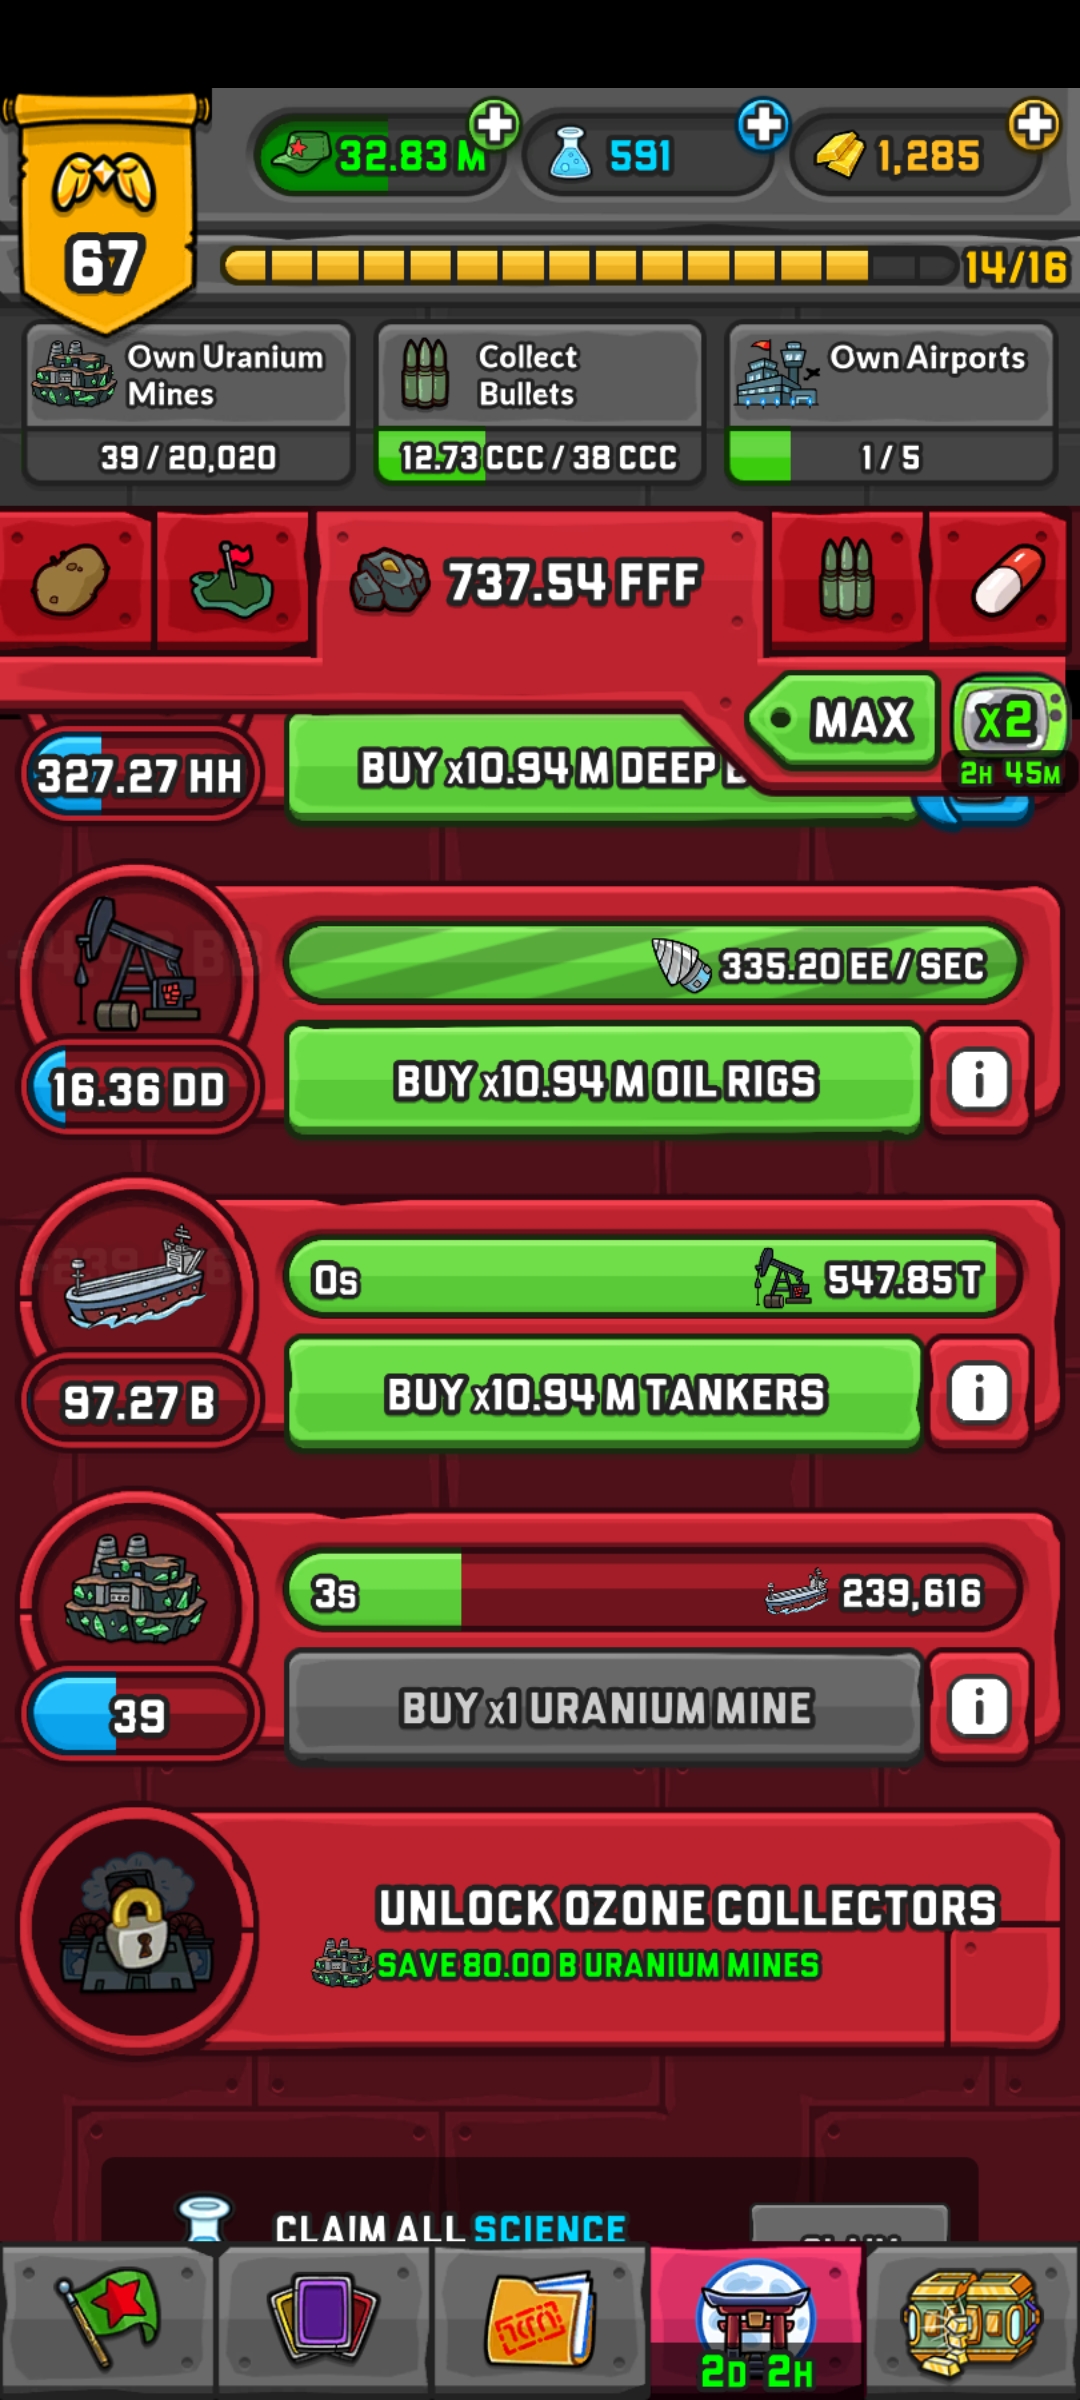 32.83 M
591
1,285
67
14/16
Own Uranium Mines
39 / 20,020
Collect Bullets
12.73 CCC / 38 CCC
Own Airports
1 / 5
737.54 FFF
MAX
x2
2H 45M
327.27 HH
BUY x10.94 M DEEP
335.20 EE / SEC
16.36 DD
BUY x10.94 M OIL RIGS
0s
547.85 T
97.27 B
BUY x10.94 M TANKERS
3s
239,616
39
BUY x1 URANIUM MINE
UNLOCK OZONE COLLECTORS
SAVE 80.00 B URANIUM MINES
CLAIM ALL SCIENCE
2D 2H